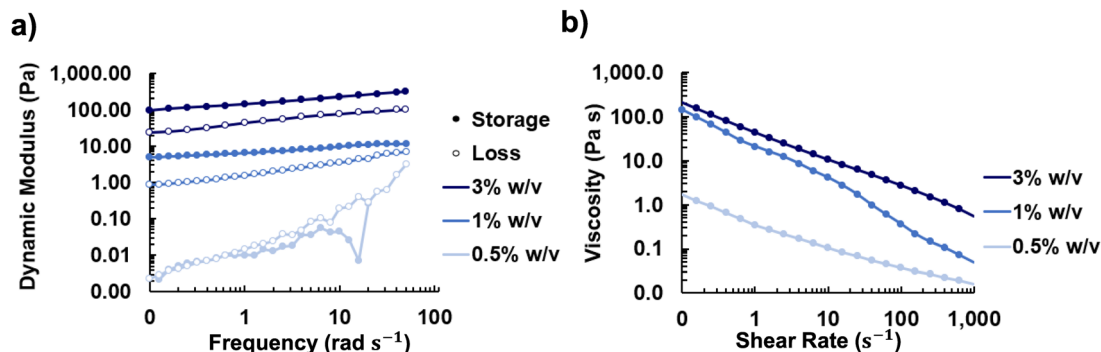 a)
Dynamic Modulus (Pa)
1,000.00
100.00
10.00
1.00
0.10
0.01
0.00
0
1
10
100
Frequency (rad s⁻¹)
Storage
Loss
3% w/v
1% w/v
0.5% w/v
b)
Viscosity (Pa s)
1,000.0
100.0
10.0
1.0
0.1
0.0
0
1
10
100
1,000
Shear Rate (s⁻¹)
3% w/v
1% w/v
0.5% w/v